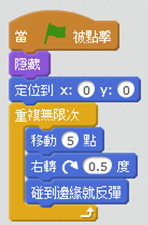 當 被點擊
隱藏
定位到 x: 0 y: 0
重複無限次
移動 5 點
右轉 0.5 度
碰到邊緣就反彈